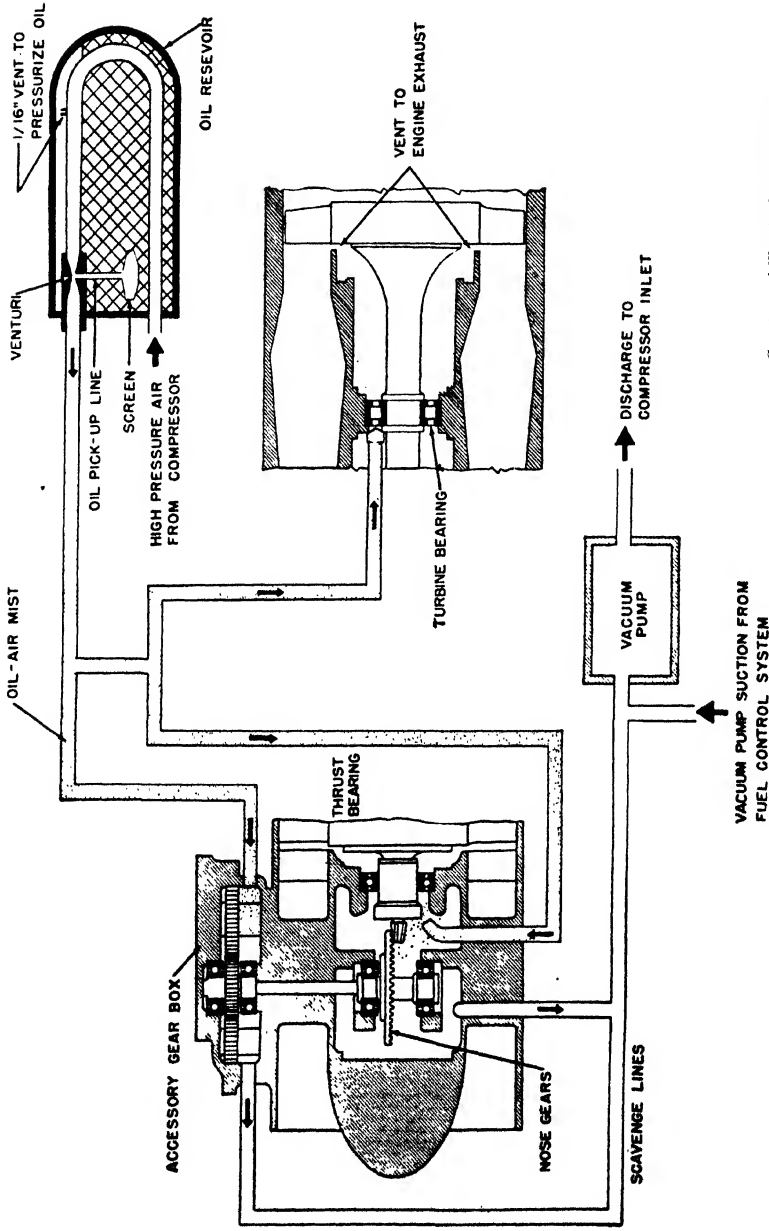 1/16" VENT TO
PRESSURIZE OIL
OIL RESEVOIR
VENTURI
OIL PICK-UP LINE
SCREEN
HIGH PRESSURE AIR
FROM COMPRESSOR
OIL-AIR MIST
VENT TO
ENGINE EXHAUST
TURBINE BEARING
THRUST
BEARING
ACCESSORY GEAR BOX
NOSE GEARS
SCAVENGE LINES
VACUUM
PUMP
DISCHARGE TO
COMPRESSOR INLET
VACUUM PUMP SUCTION FROM
FUEL CONTROL SYSTEM